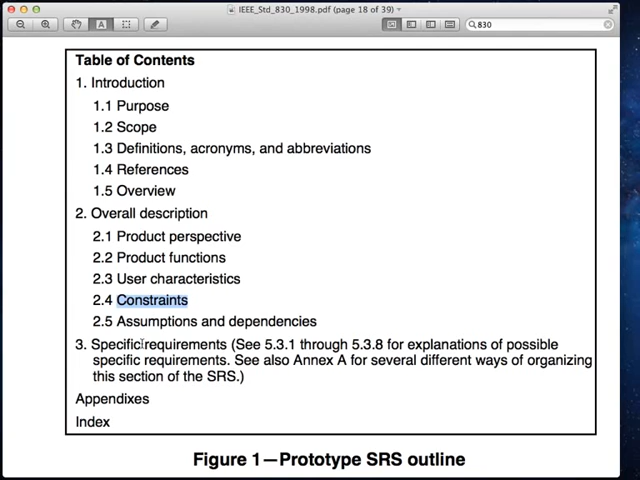 IEEE_Std_830_1998.pdf (page 18 of 39)
830
Table of Contents
1. Introduction
1.1 Purpose
1.2 Scope
1.3 Definitions, acronyms, and abbreviations
1.4 References
1.5 Overview
2. Overall description
2.1 Product perspective
2.2 Product functions
2.3 User characteristics
2.4 Constraints
2.5 Assumptions and dependencies
3. Specific requirements (See 5.3.1 through 5.3.8 for explanations of possible
specific requirements. See also Annex A for several different ways of organizing
this section of the SRS.)
Appendixes
Index
Figure 1—Prototype SRS outline